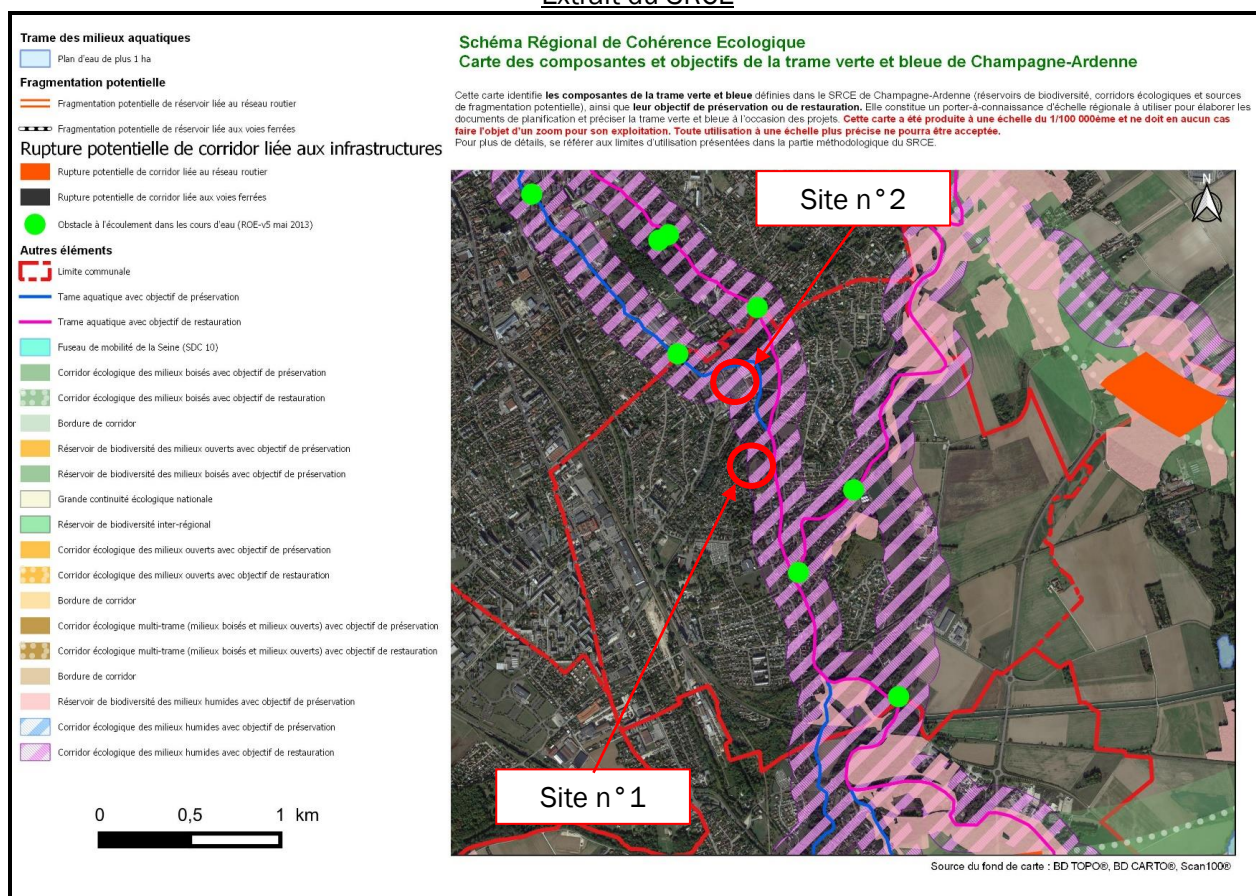 Extrait du SRCE
Trame des milieux aquatiques
Plan d'eau de plus 1 ha
Fragmentation potentielle
Fragmentation potentielle de réservoir liée au réseau routier
Fragmentation potentielle de réservoir liée aux voies ferrées
Rupture potentielle de corridor liée aux infrastructures
Rupture potentielle de corridor liée au réseau routier
Rupture potentielle de corridor liée aux voies ferrées
Obstacle à l'écoulement dans les cours d'eau (ROE-v5 mai 2013)
Autres éléments
Limite communale
Tame aquatique avec objectif de préservation
Trame aquatique avec objectif de restauration
Fuseau de mobilité de la Seine (SDC 10)
Corridor écologique des milieux boisés avec objectif de préservation
Corridor écologique des milieux boisés avec objectif de restauration
Bordure de corridor
Réservoir de biodiversité des milieux ouverts avec objectif de préservation
Réservoir de biodiversité des milieux boisés avec objectif de préservation
Grande continuité écologique nationale
Réservoir de biodiversité inter-régional
Corridor écologique des milieux ouverts avec objectif de préservation
Corridor écologique des milieux ouverts avec objectif de restauration
Bordure de corridor
Corridor écologique multi-trame (milieux boisés et milieux ouverts) avec objectif de préservation
Corridor écologique multi-trame (milieux boisés et milieux ouverts) avec objectif de restauration
Bordure de corridor
Réservoir de biodiversité des milieux humides avec objectif de préservation
Corridor écologique des milieux humides avec objectif de préservation
Corridor écologique des milieux humides avec objectif de restauration
0 0,5 1 km
Schéma Régional de Cohérence Ecologique
Carte des composantes et objectifs de la trame verte et bleue de Champagne-Ardenne
Cette carte identifie les composantes de la trame verte et bleue définies dans le SRCE de Champagne-Ardenne (réservoirs de biodiversité, corridors écologiques et sources
de fragmentation potentielle), ainsi que leur objectif de préservation ou de restauration. Elle constitue un porter-à-connaissance d'échelle régionale à utiliser pour élaborer les
documents de planification et préciser la trame verte et bleue à l'occasion des projets. Cette carte a été produite à une échelle du 1/100 000ème et ne doit en aucun cas
faire l'objet d'un zoom pour son exploitation. Toute utilisation à une échelle plus précise ne pourra être acceptée.
Pour plus de détails, se référer aux limites d'utilisation présentées dans la partie méthodologique du SRCE.
Site n°2
N
Site n°1
Source du fond de carte : BD TOPO®, BD CARTO®, Scan100®